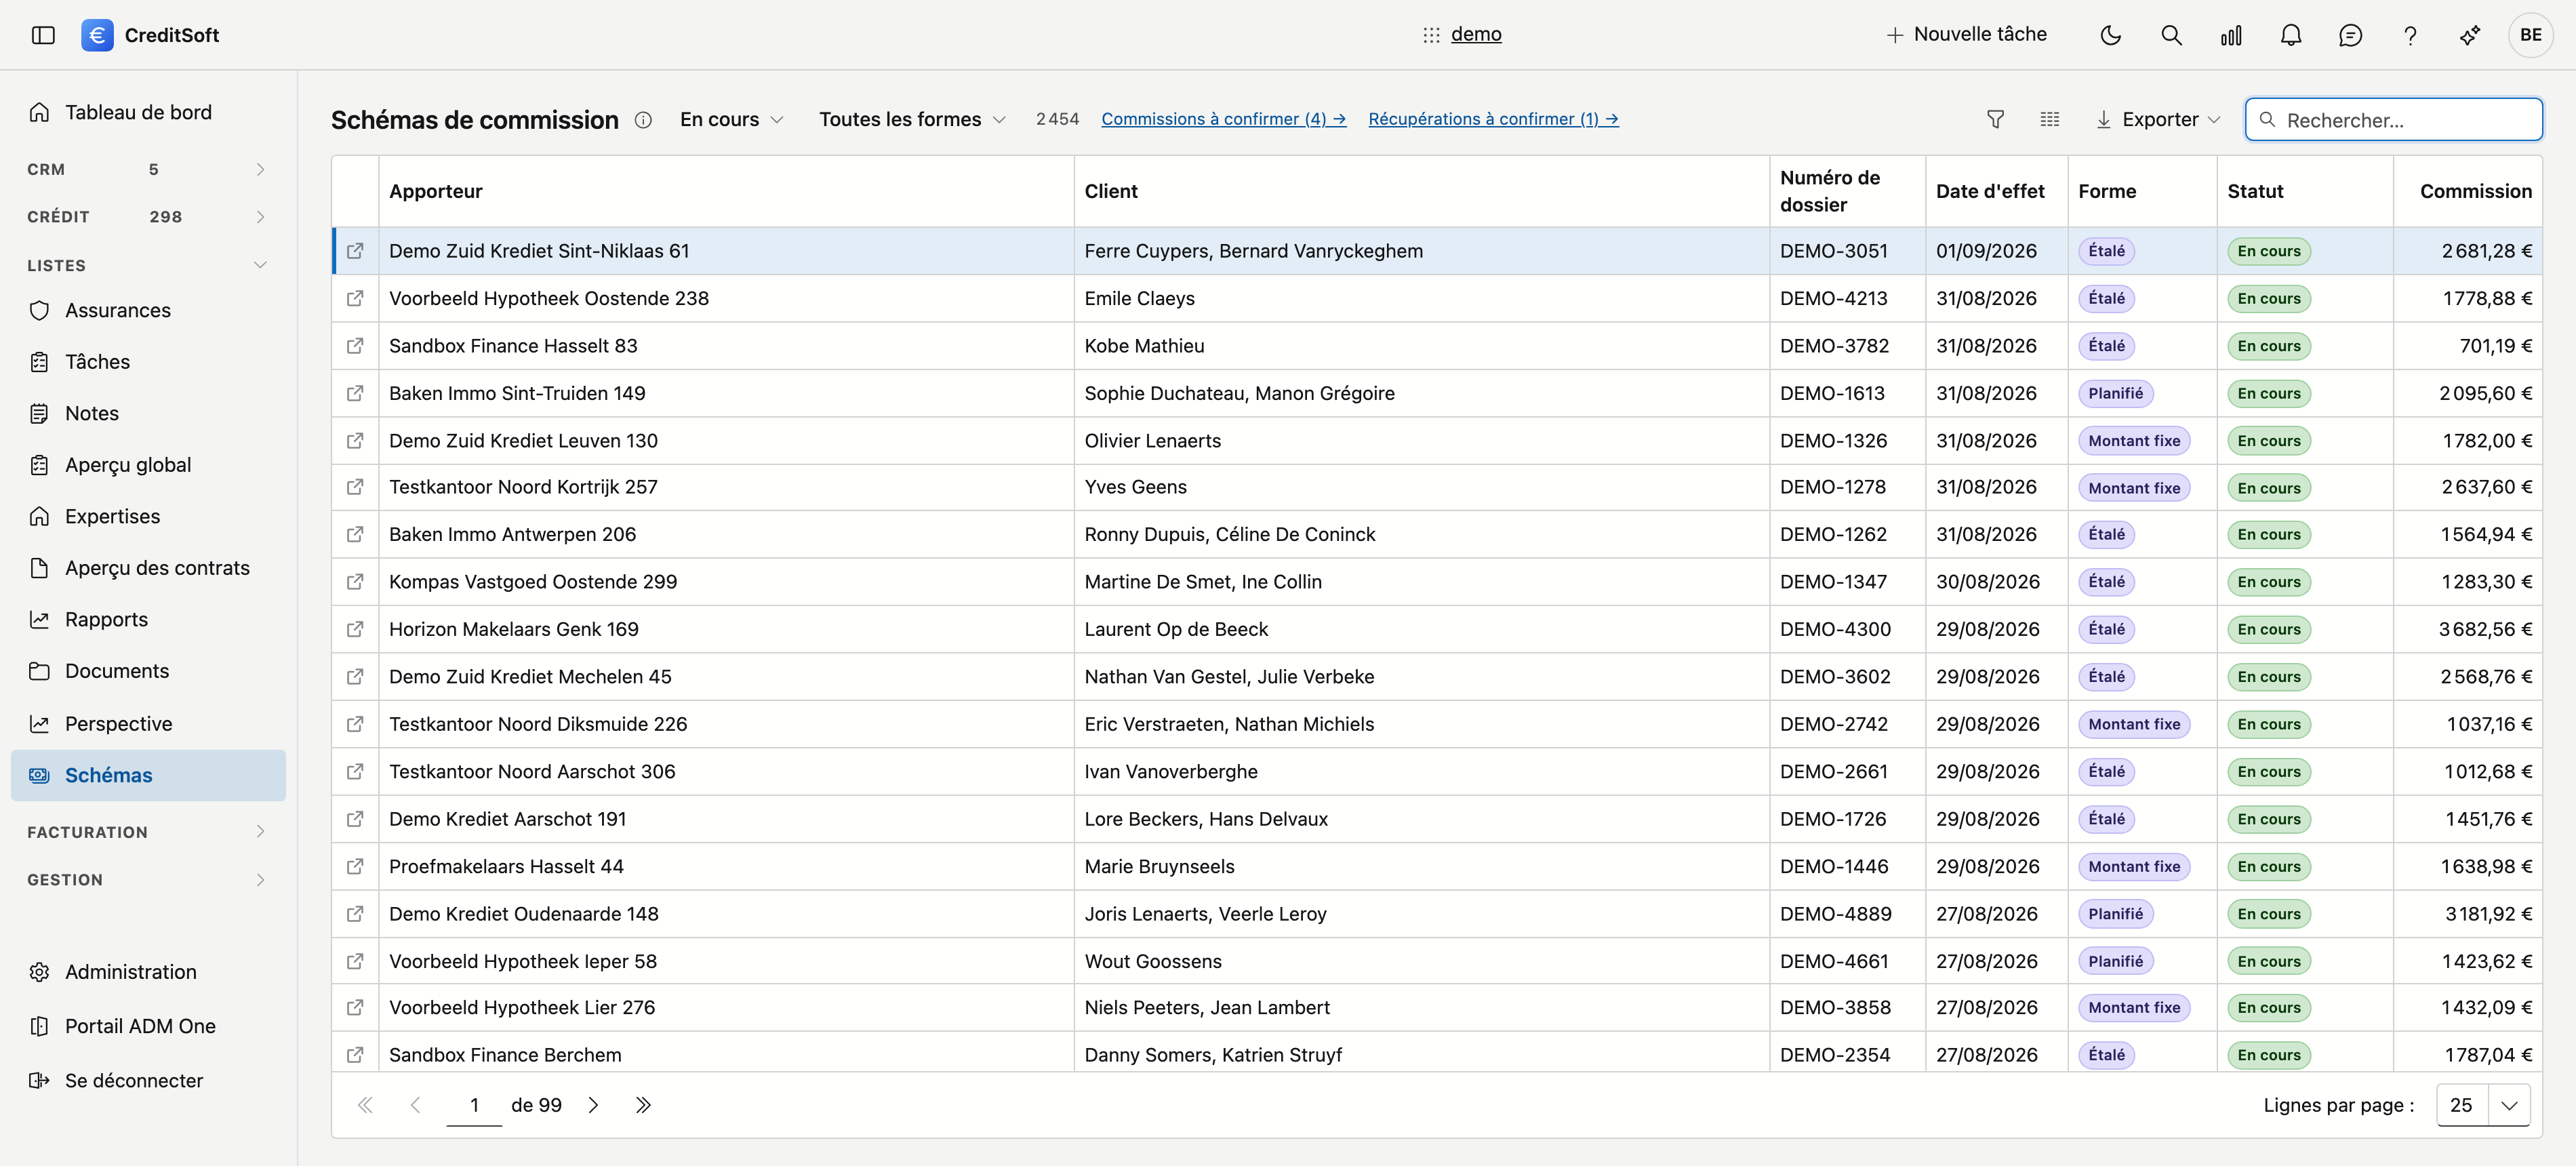 CreditSoft
demo
Nouvelle tâche
BE
Tableau de bord
CRM 5
CRÉDIT 298
LISTES
Assurances
Tâches
Notes
Aperçu global
Expertises
Aperçu des contrats
Rapports
Documents
Perspective
Schémas
FACTURATION
GESTION
Administration
Portail ADM One
Se déconnecter
Schémas de commission En cours Toutes les formes 2 454 Commissions à confirmer (4) → Récupérations à confirmer (1) → Exporter Rechercher...
Apporteur Client Numéro de dossier Date d'effet Forme Statut Commission
Demo Zuid Krediet Sint-Niklaas 61 Ferre Cuypers, Bernard Vanryckeghem DEMO-3051 01/09/2026 Étalé En cours 2 681,28 €
Voorbeeld Hypotheek Oostende 238 Emile Claeys DEMO-4213 31/08/2026 Étalé En cours 1 778,88 €
Sandbox Finance Hasselt 83 Kobe Mathieu DEMO-3782 31/08/2026 Étalé En cours 701,19 €
Baken Immo Sint-Truiden 149 Sophie Duchateau, Manon Grégoire DEMO-1613 31/08/2026 Planifié En cours 2 095,60 €
Demo Zuid Krediet Leuven 130 Olivier Lenaerts DEMO-1326 31/08/2026 Montant fixe En cours 1 782,00 €
Testkantoor Noord Kortrijk 257 Yves Geens DEMO-1278 31/08/2026 Montant fixe En cours 2 637,60 €
Baken Immo Antwerpen 206 Ronny Dupuis, Céline De Coninck DEMO-1262 31/08/2026 Étalé En cours 1 564,94 €
Kompas Vastgoed Oostende 299 Martine De Smet, Ine Collin DEMO-1347 30/08/2026 Étalé En cours 1 283,30 €
Horizon Makelaars Genk 169 Laurent Op de Beeck DEMO-4300 29/08/2026 Étalé En cours 3 682,56 €
Demo Zuid Krediet Mechelen 45 Nathan Van Gestel, Julie Verbeke DEMO-3602 29/08/2026 Étalé En cours 2 568,76 €
Testkantoor Noord Diksmuide 226 Eric Verstraeten, Nathan Michiels DEMO-2742 29/08/2026 Montant fixe En cours 1 037,16 €
Testkantoor Noord Aarschot 306 Ivan Vanoverberghe DEMO-2661 29/08/2026 Étalé En cours 1 012,68 €
Demo Krediet Aarschot 191 Lore Beckers, Hans Delvaux DEMO-1726 29/08/2026 Étalé En cours 1 451,76 €
Proefmakelaars Hasselt 44 Marie Bruynseels DEMO-1446 29/08/2026 Montant fixe En cours 1 638,98 €
Demo Krediet Oudenaarde 148 Joris Lenaerts, Veerle Leroy DEMO-4889 27/08/2026 Planifié En cours 3 181,92 €
Voorbeeld Hypotheek Ieper 58 Wout Goossens DEMO-4661 27/08/2026 Planifié En cours 1 423,62 €
Voorbeeld Hypotheek Lier 276 Niels Peeters, Jean Lambert DEMO-3858 27/08/2026 Montant fixe En cours 1 432,09 €
Sandbox Finance Berchem Danny Somers, Katrien Struyf DEMO-2354 27/08/2026 Étalé En cours 1 787,04 €
1 de 99 Lignes par page : 25